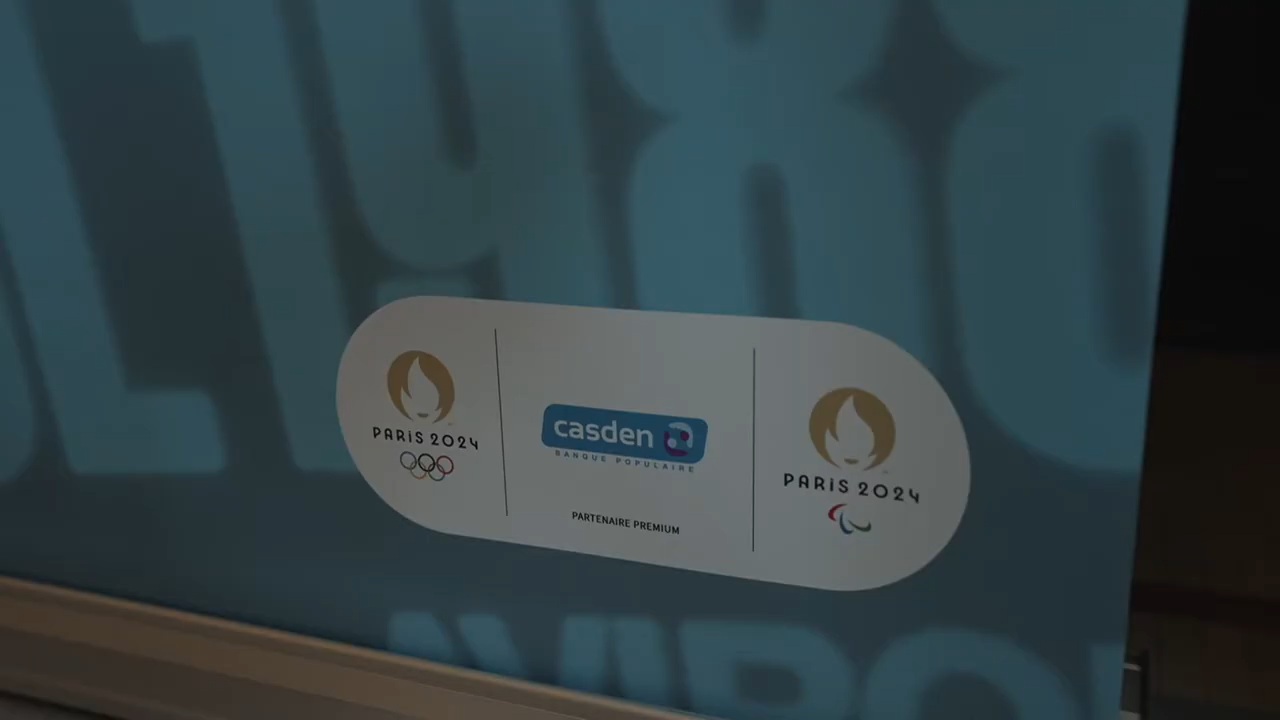 PARIS 2024
casden
BANQUE POPULAIRE
PARTENAIRE PREMIUM
PARIS 2024